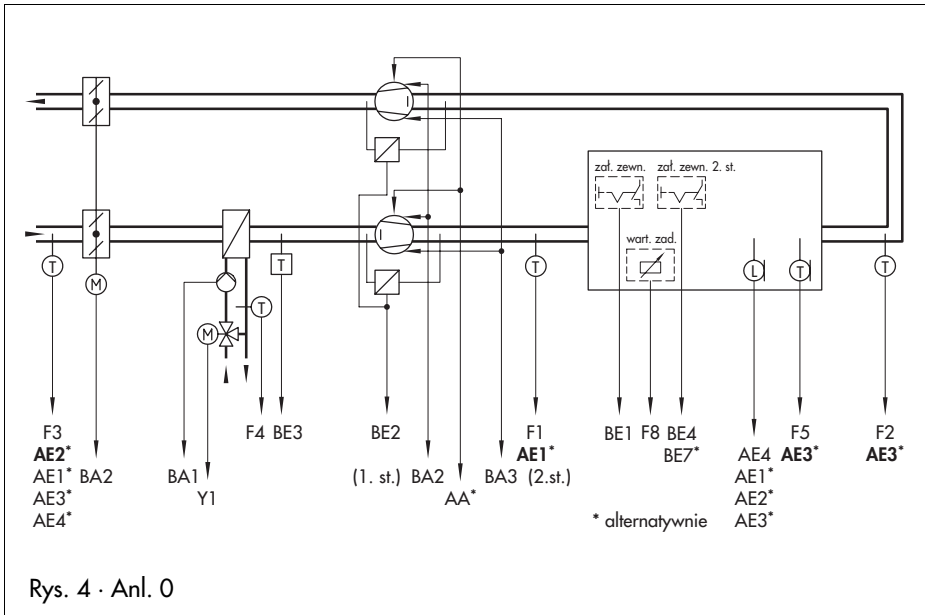 zał. zewn. zał. zewn. 2. st.
wart. zad.
T M T T T L T T
M
F3 F4 BE3 BE2 F1 BE1 F8 BE4 F5 F2
AE2* AE1* BE7* AE3* AE3*
AE1* BA2 BA1 (1. st.) BA2 BA3 (2.st.) AE4
AE3* Y1 AA* AE1*
AE4* AE2*
* alternatywnie AE3*
Rys. 4 · Anl. 0